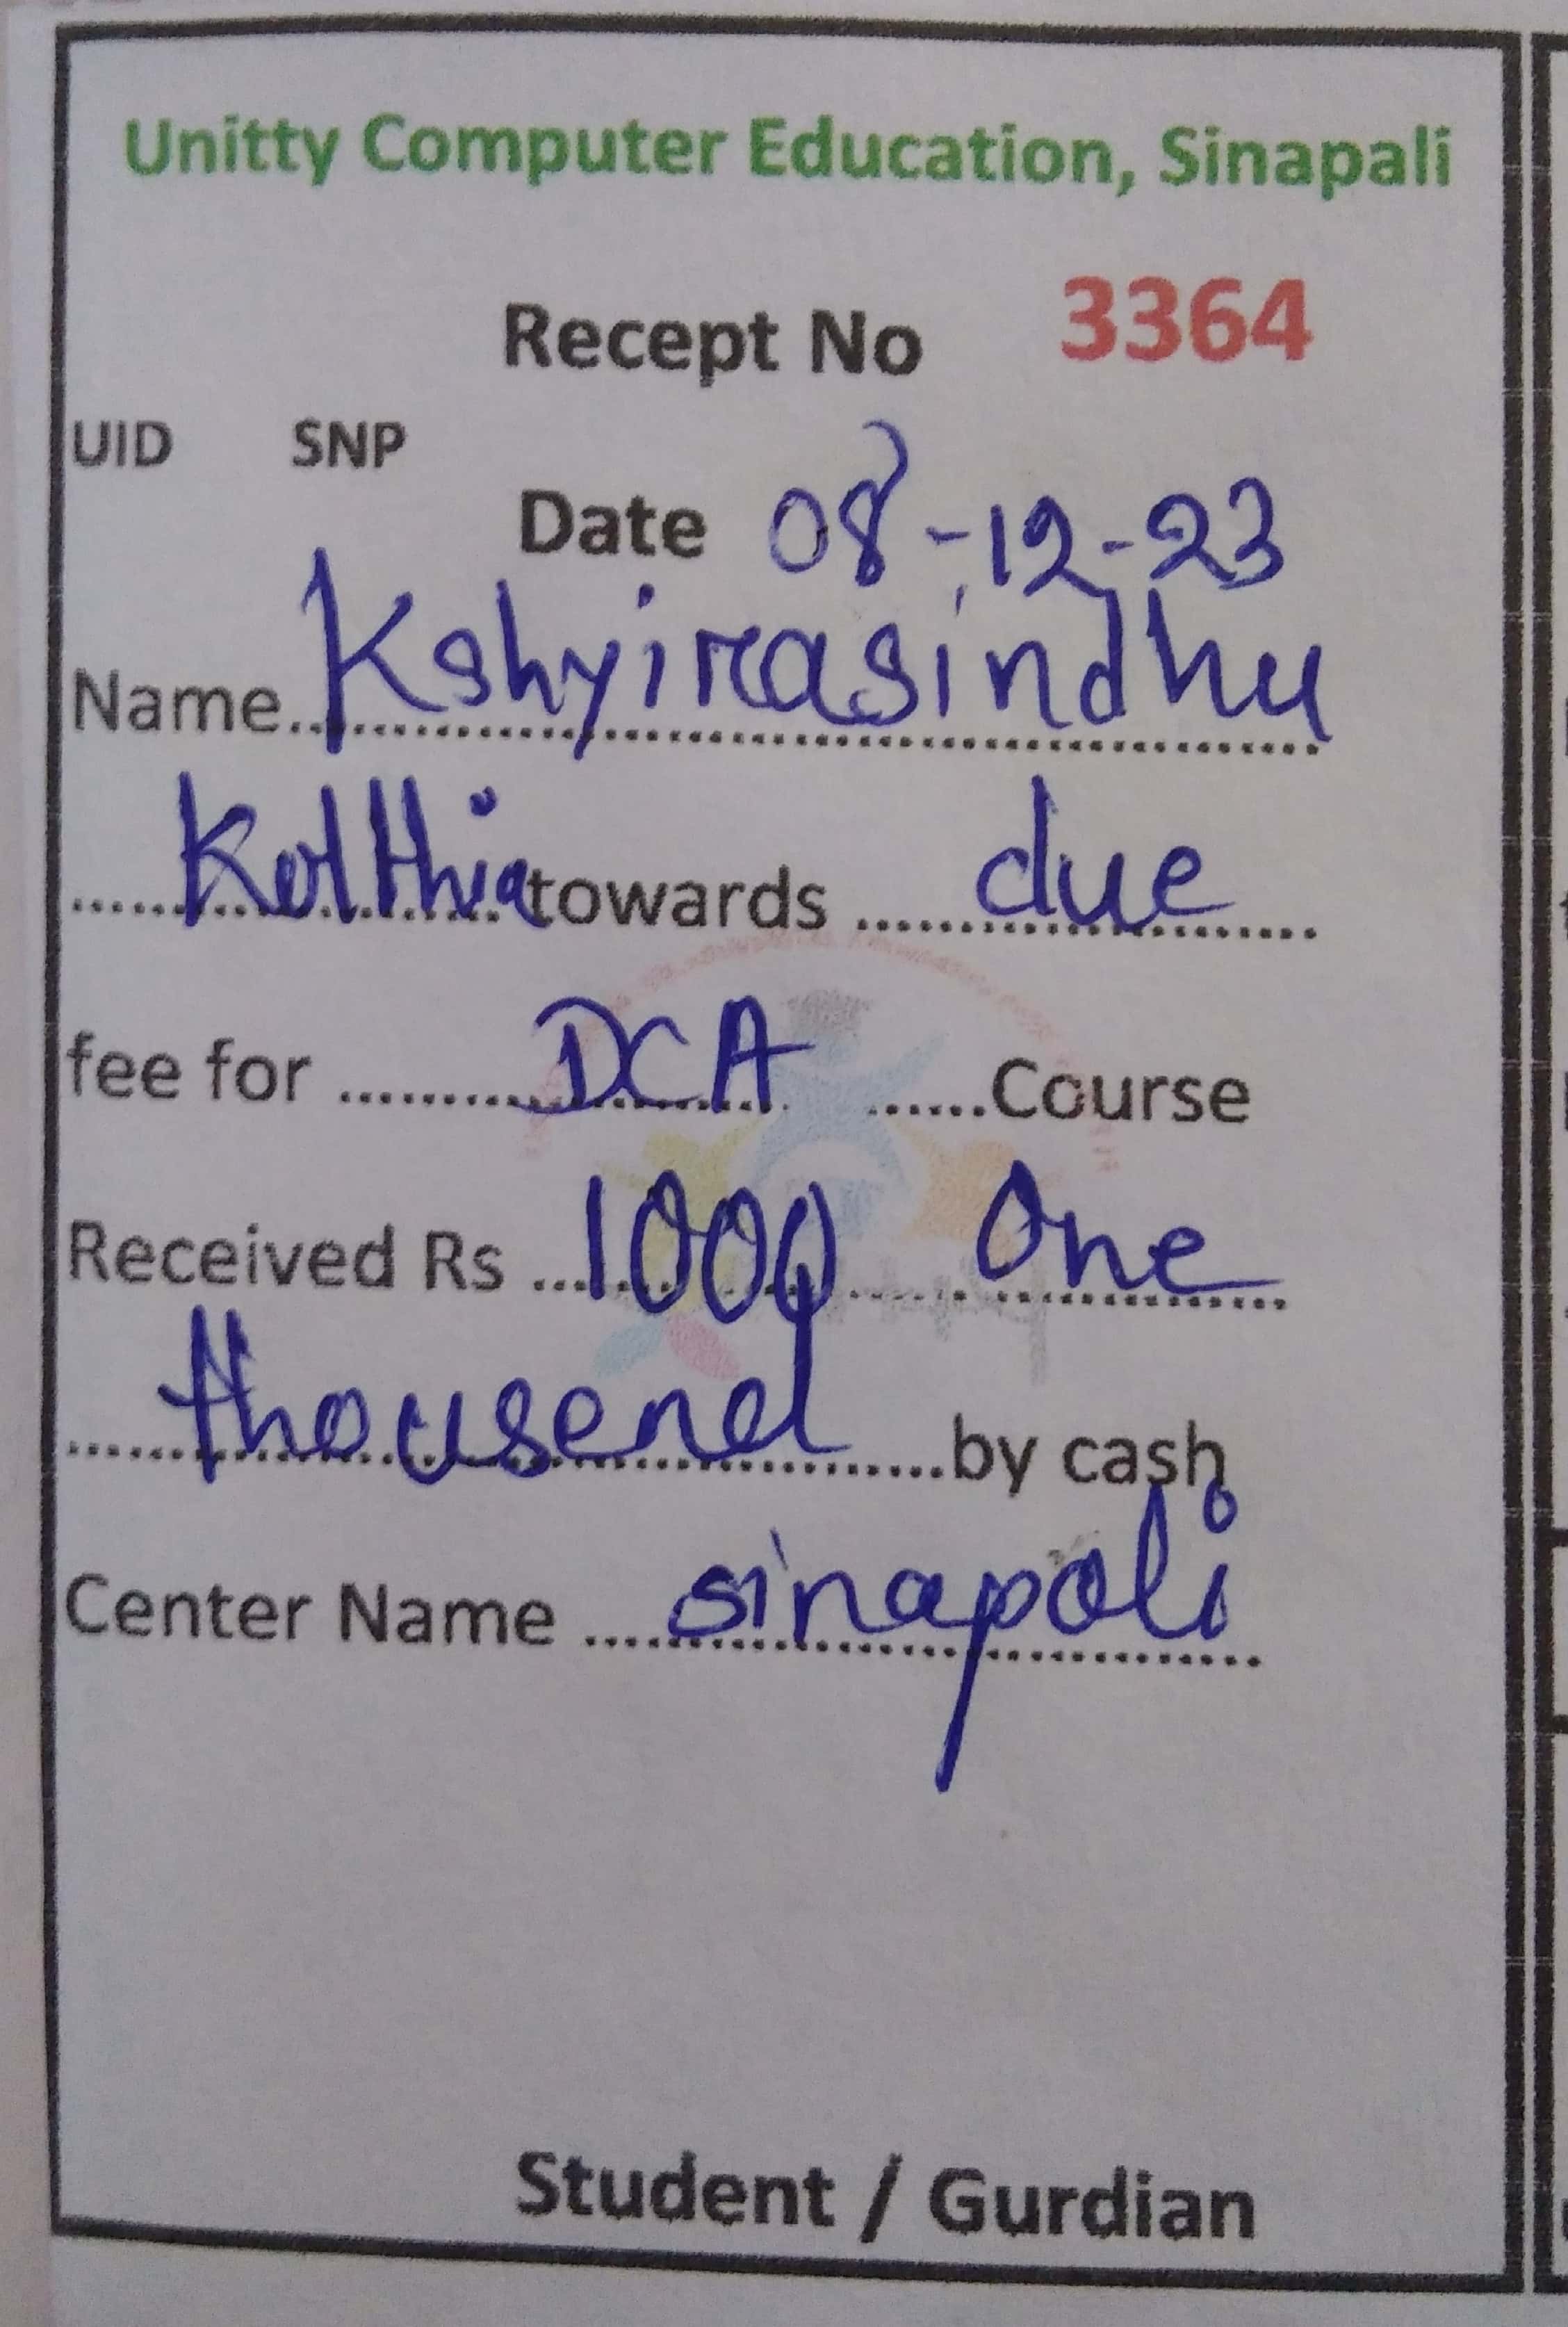 Unitty Computer Education, Sinapali
Recept No 3364
UID SNP
Date 08-12-23
Name Kshyirasindhu
Kolthia towards due
fee for DCA Course
Received Rs 1000 One
thousend by cash
Center Name sinapoli
Student / Gurdian